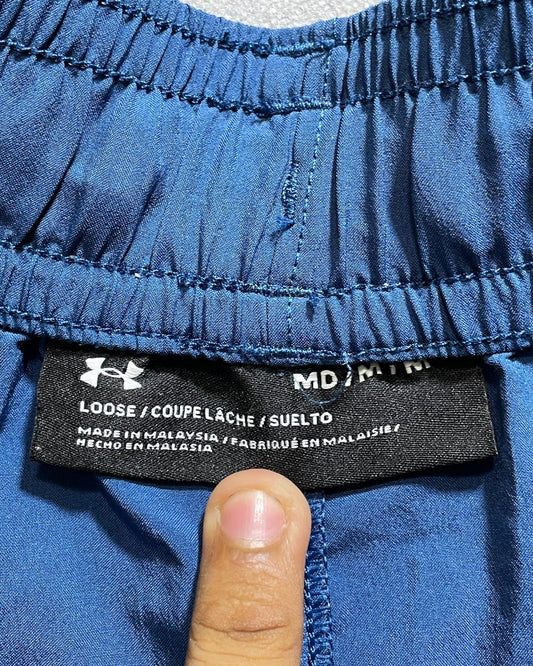 MD / M / M
LOOSE / COUPE LÂCHE / SUELTO
MADE IN MALAYSIA / FABRIQUÉ EN MALAISIE /
HECHO EN MALASIA